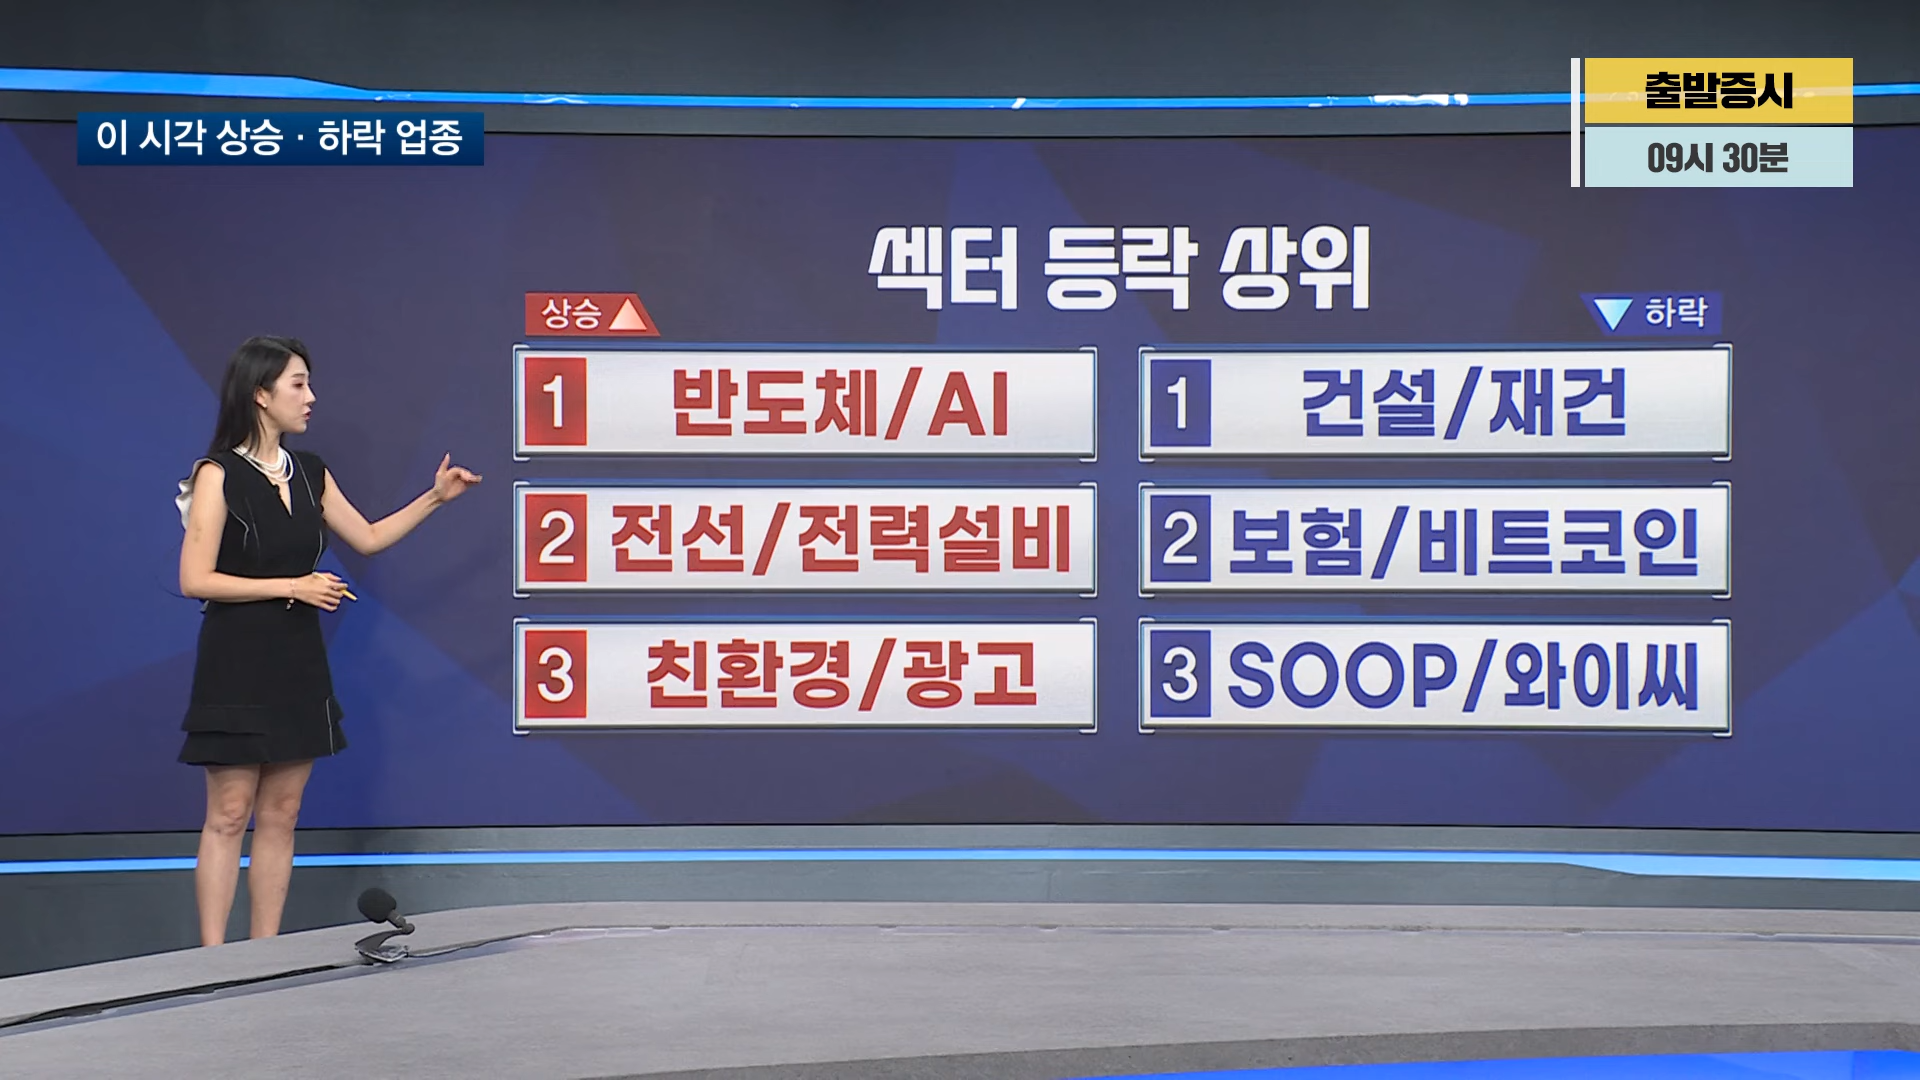 이 시각 상승 · 하락 업종
출발증시
09시 30분
섹터 등락 상위
상승
1 반도체/AI
2 전선/전력설비
3 친환경/광고
하락
1 건설/재건
2 보험/비트코인
3 SOOP/와이씨